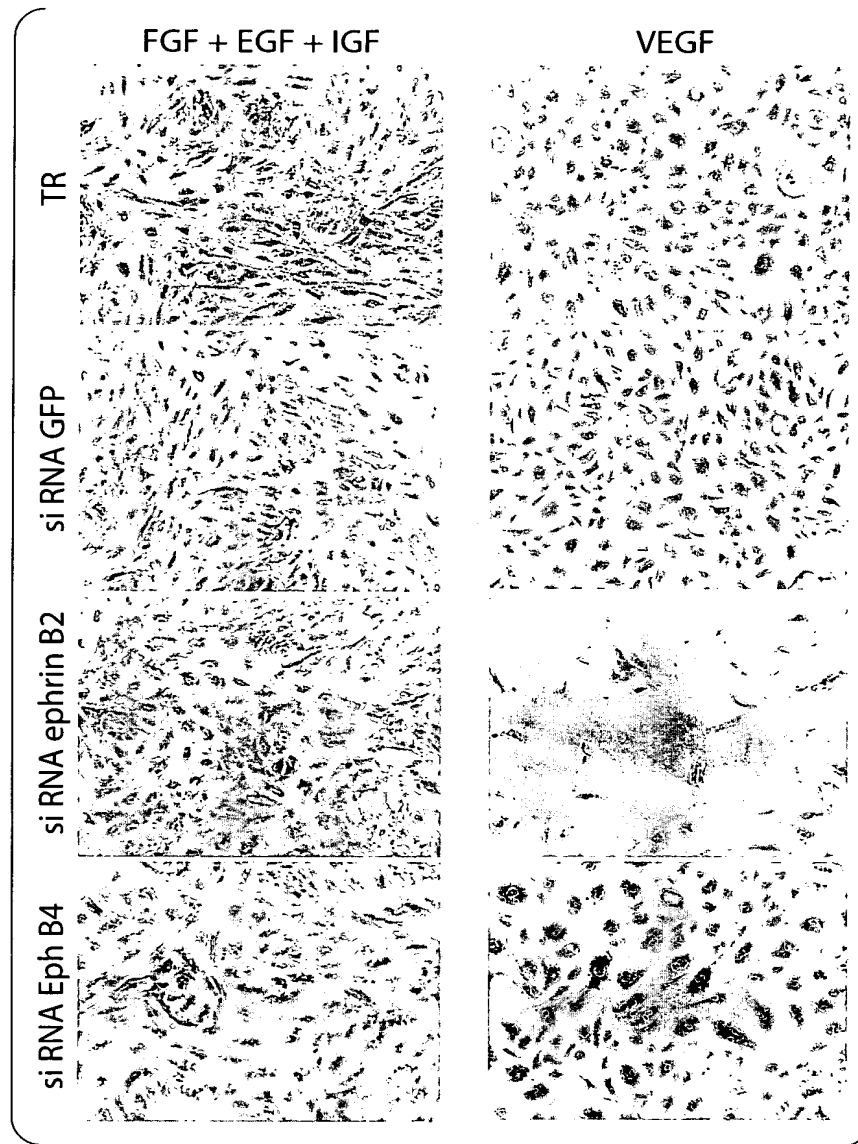 FGF + EGF + IGF
VEGF
TR
si RNA GFP
si RNA ephrin B2
si RNA Eph B4